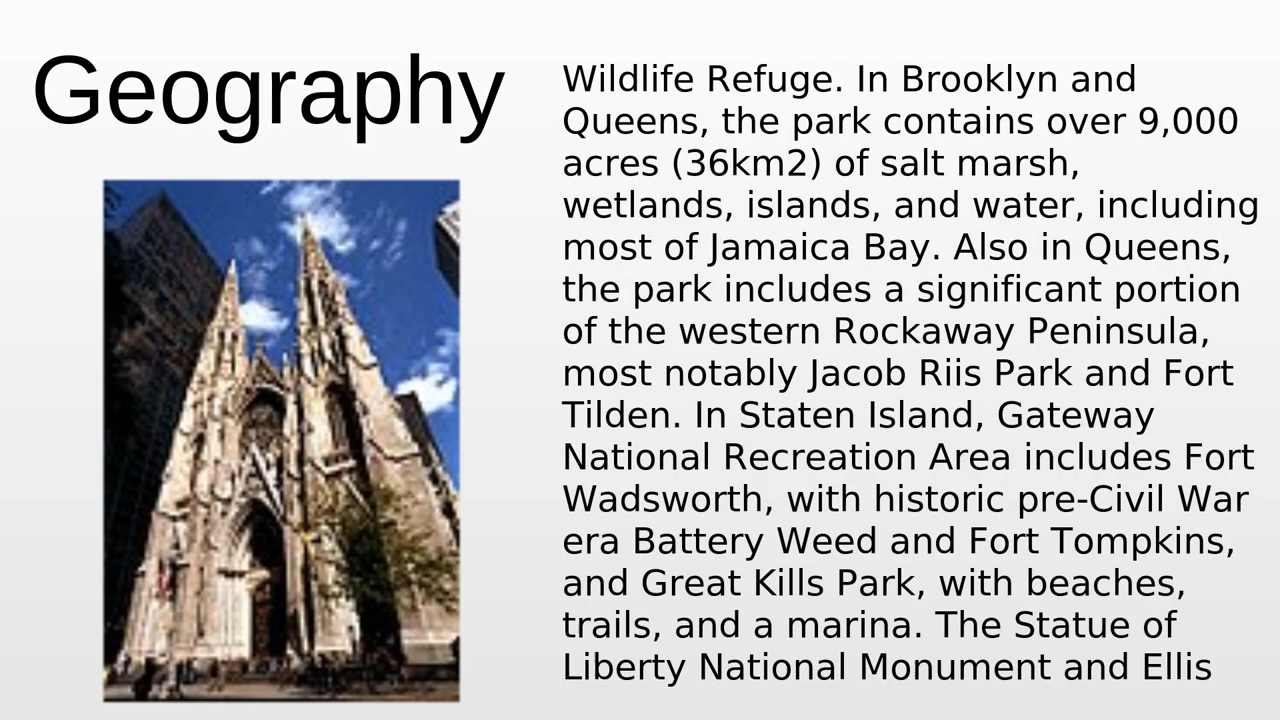 Geography
Wildlife Refuge. In Brooklyn and
Queens, the park contains over 9,000
acres (36km2) of salt marsh,
wetlands, islands, and water, including
most of Jamaica Bay. Also in Queens,
the park includes a significant portion
of the western Rockaway Peninsula,
most notably Jacob Riis Park and Fort
Tilden. In Staten Island, Gateway
National Recreation Area includes Fort
Wadsworth, with historic pre-Civil War
era Battery Weed and Fort Tompkins,
and Great Kills Park, with beaches,
trails, and a marina. The Statue of
Liberty National Monument and Ellis